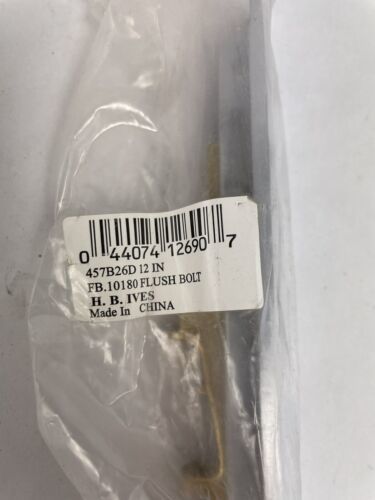 0 44074 12690 7
457B26D 12 IN
FB.10180 FLUSH BOLT
H. B. IVES
Made In CHINA